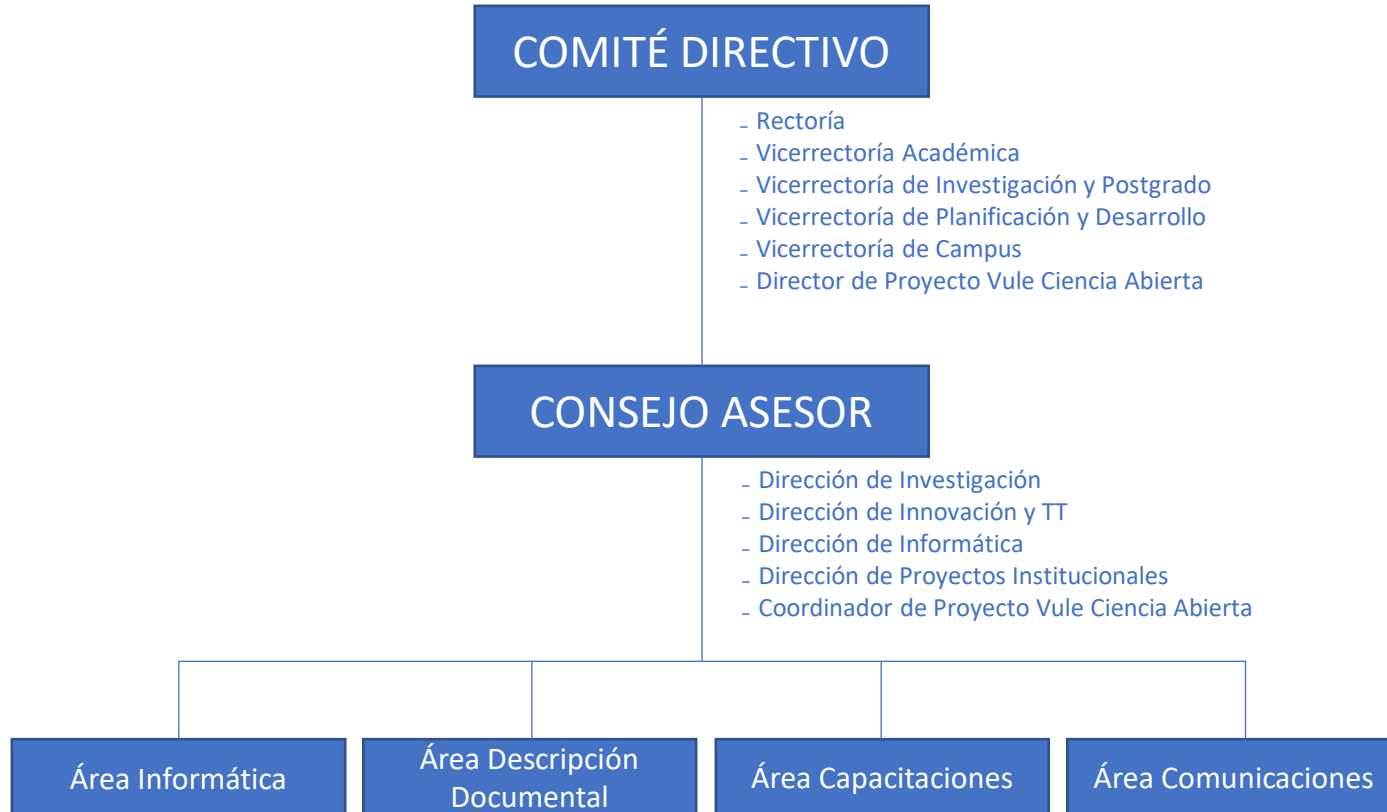 COMITÉ DIRECTIVO
- Rectoría
- Vicerrectoría Académica
- Vicerrectoría de Investigación y Postgrado
- Vicerrectoría de Planificación y Desarrollo
- Vicerrectoría de Campus
- Director de Proyecto Vule Ciencia Abierta
CONSEJO ASESOR
- Dirección de Investigación
- Dirección de Innovación y TT
- Dirección de Informática
- Dirección de Proyectos Institucionales
- Coordinador de Proyecto Vule Ciencia Abierta
Área Informática
Área Descripción
Documental
Área Capacitaciones
Área Comunicaciones